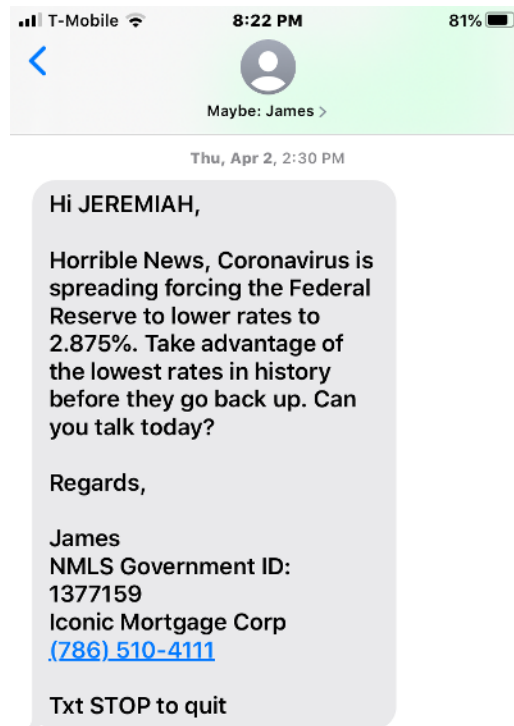 T-Mobile 8:22 PM 81%
Maybe: James >
Thu, Apr 2, 2:30 PM
Hi JEREMIAH,
Horrible News, Coronavirus is
spreading forcing the Federal
Reserve to lower rates to
2.875%. Take advantage of
the lowest rates in history
before they go back up. Can
you talk today?
Regards,
James
NMLS Government ID:
1377159
Iconic Mortgage Corp
(786) 510-4111
Txt STOP to quit